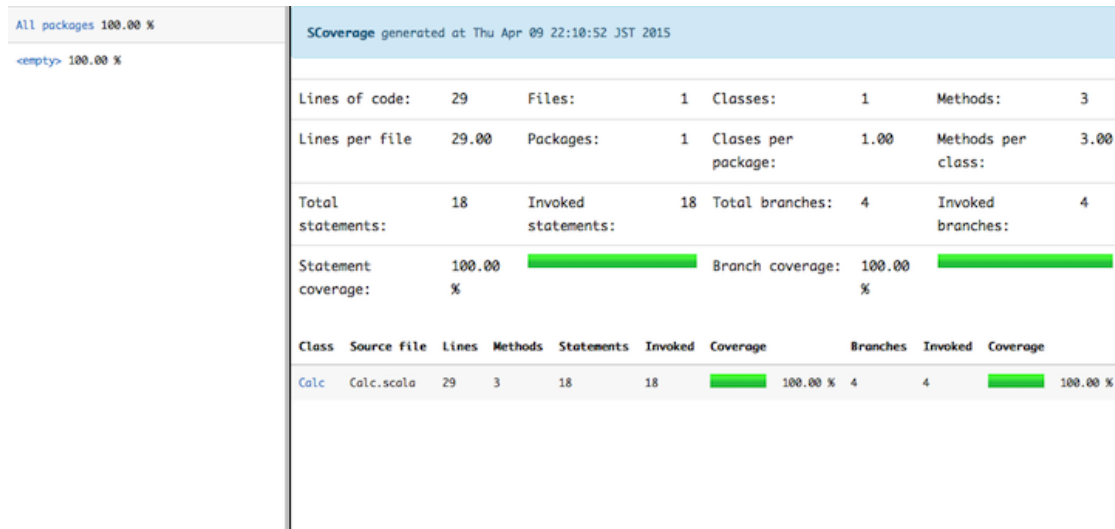 All packages 100.00 %
<empty> 100.00 %
SCoverage generated at Thu Apr 09 22:10:52 JST 2015
Lines of code: 29 Files: 1 Classes: 1 Methods: 3
Lines per file 29.00 Packages: 1 Clases per package: 1.00 Methods per class: 3.00
Total statements: 18 Invoked statements: 18 Total branches: 4 Invoked branches: 4
Statement coverage: 100.00 % Branch coverage: 100.00 %
Class Source file Lines Methods Statements Invoked Coverage Branches Invoked Coverage
Calc Calc.scala 29 3 18 18 100.00 % 4 4 100.00 %